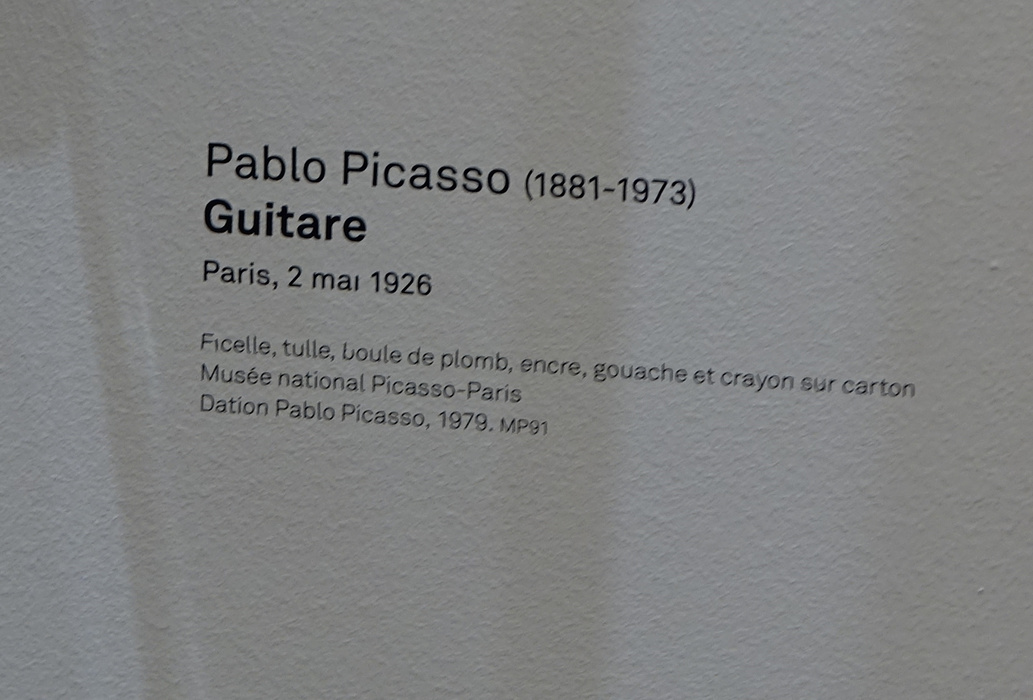 Pablo Picasso (1881-1973)
Guitare
Paris, 2 mai 1926
Ficelle, tulle, boule de plomb, encre, gouache et crayon sur carton
Musée national Picasso-Paris
Dation Pablo Picasso, 1979. MP91